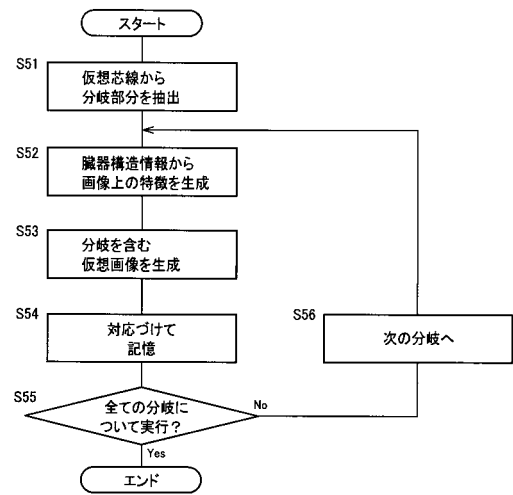 スタート
S51
仮想芯線から
分岐部分を抽出
S52
臓器構造情報から
画像上の特徴を生成
S53
分岐を含む
仮想画像を生成
S54
対応づけて
記憶
S56
次の分岐へ
S55
全ての分岐に
ついて実行？
No
Yes
エンド